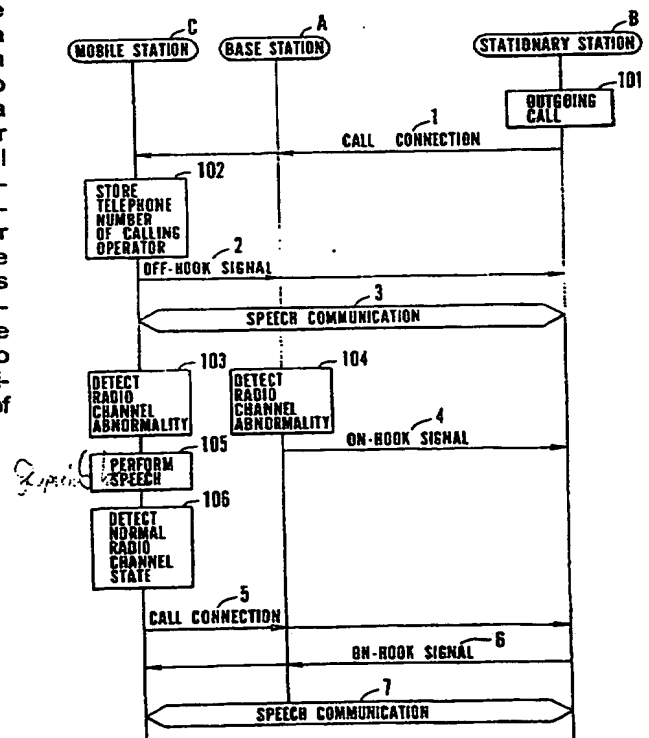 C
A
B
MOBILE STATION
BASE STATION
STATIONARY STATION
101
OUTGOING
CALL
1
CALL CONNECTION
102
STORE
TELEPHONE
NUMBER
OF CALLING
OPERATOR
2
OFF-HOOK SIGNAL
3
SPEECH COMMUNICATION
103
DETECT
RADIO
CHANNEL
ABNORMALITY
104
DETECT
RADIO
CHANNEL
ABNORMALITY
4
ON-HOOK SIGNAL
105
PERFORM
SPEECH
106
DETECT
NORMAL
RADIO
CHANNEL
STATE
5
CALL CONNECTION
6
ON-HOOK SIGNAL
7
SPEECH COMMUNICATION
of